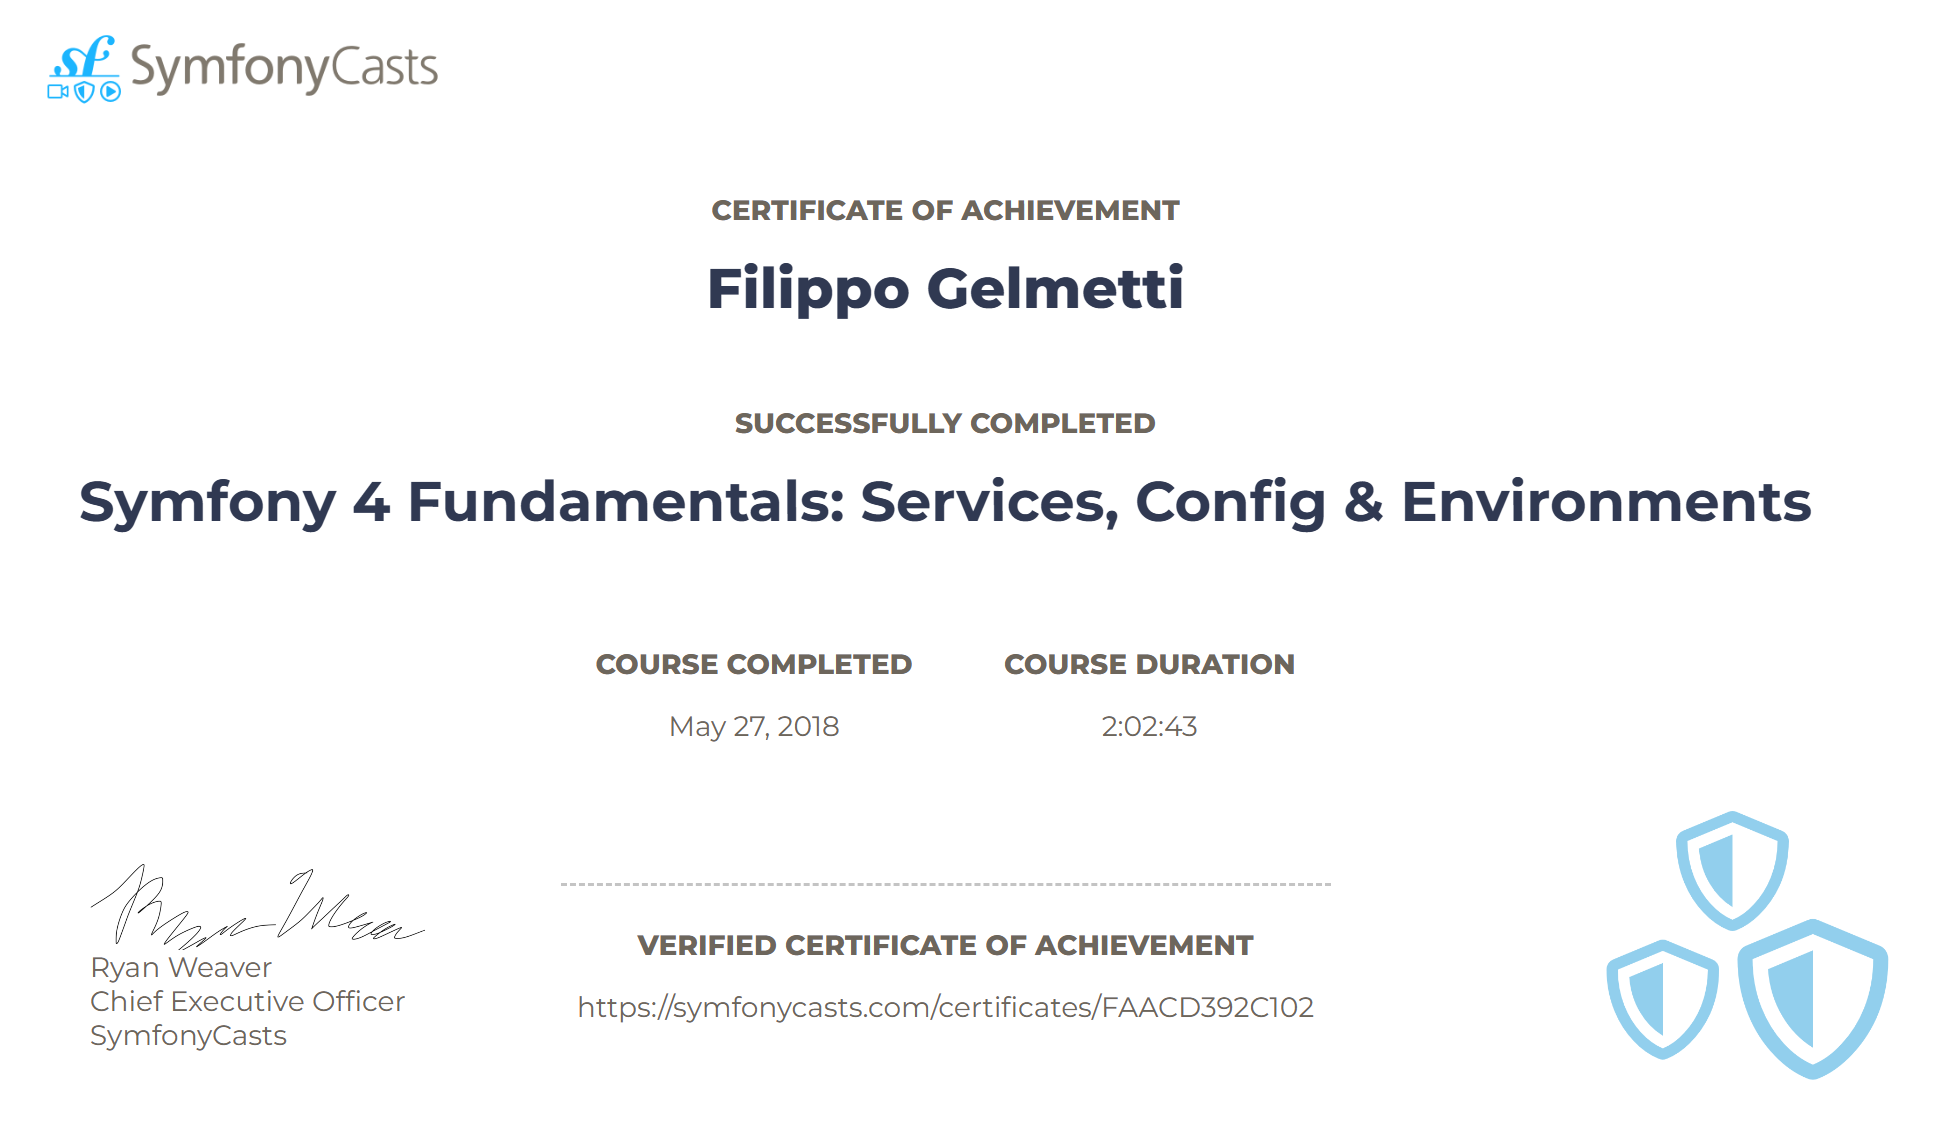 SymfonyCasts
CERTIFICATE OF ACHIEVEMENT
Filippo Gelmetti
SUCCESSFULLY COMPLETED
Symfony 4 Fundamentals: Services, Config & Environments
COURSE COMPLETED
May 27, 2018
COURSE DURATION
2:02:43
Ryan Weaver
Chief Executive Officer
SymfonyCasts
VERIFIED CERTIFICATE OF ACHIEVEMENT
https://symfonycasts.com/certificates/FAACD392C102